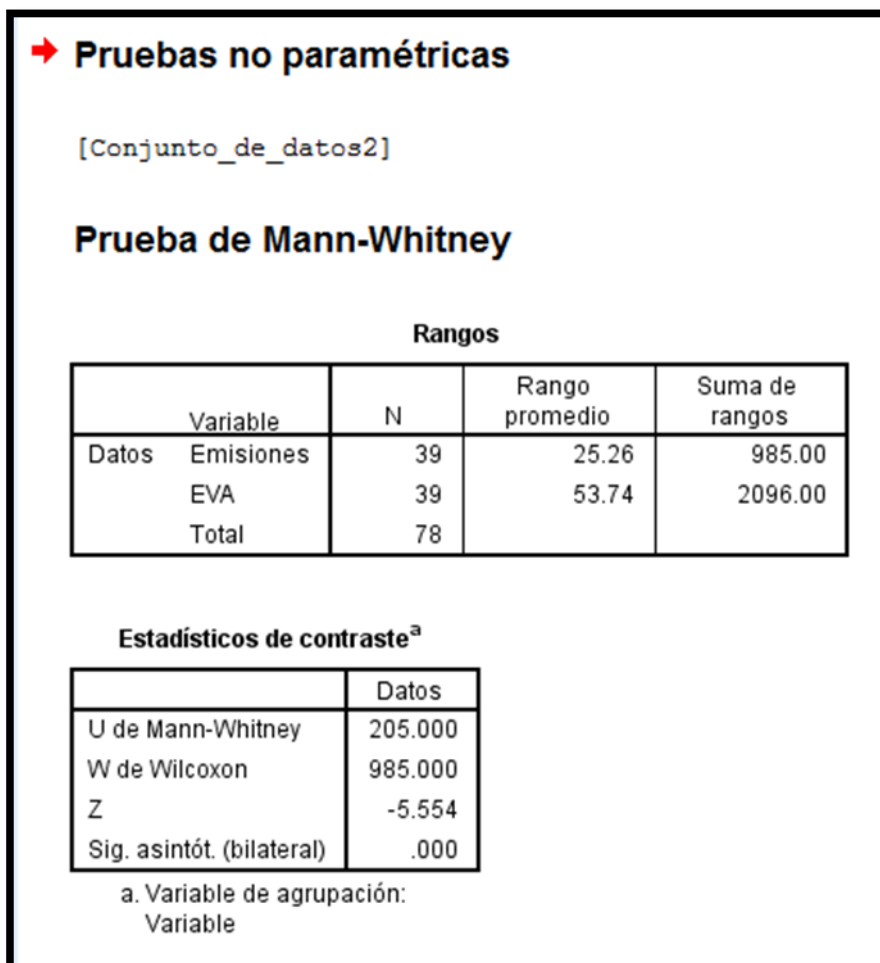 Pruebas no paramétricas
[Conjunto_de_datos2]
Prueba de Mann-Whitney
Rangos
Variable N Rango promedio Suma de rangos
Datos Emisiones 39 25.26 985.00
EVA 39 53.74 2096.00
Total 78
Estadísticos de contraste^a
Datos
U de Mann-Whitney 205.000
W de Wilcoxon 985.000
Z -5.554
Sig. asintót. (bilateral) .000
a. Variable de agrupación:
Variable